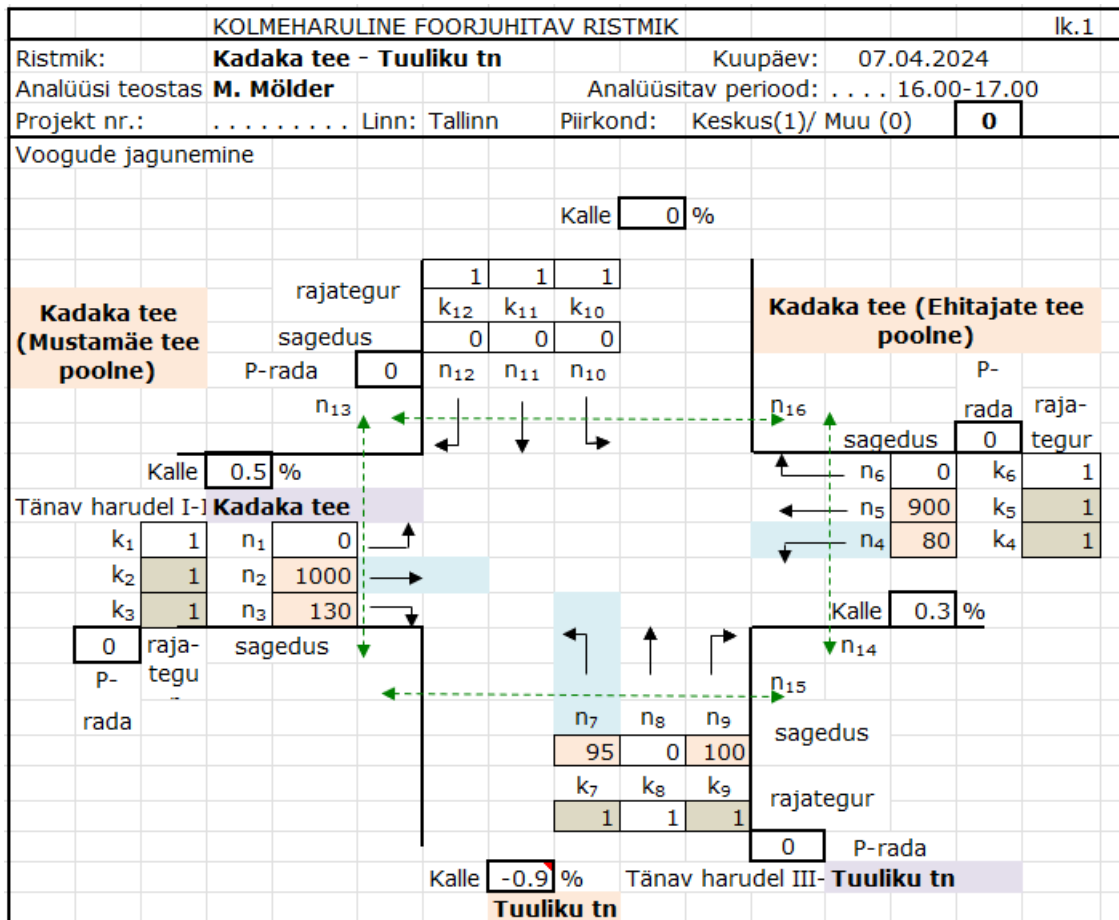 KOLMEHARULINE FOORJUHITAV RISTMIK lk.1
Ristmik: Kadaka tee - Tuuliku tn Kuupäev: 07.04.2024
Analüüsi teostas M. Mölder Analüüsitav periood: . . . . 16.00-17.00
Projekt nr.: . . . . . . . . . Linn: Tallinn Piirkond: Keskus(1)/ Muu (0) 0
Voogude jagunemine
Kalle 0 %
rajategur 1 1 1
k12 k11 k10
sagedus 0 0 0
P-rada 0 n12 n11 n10
Kadaka tee
(Mustamäe tee
poolne)
Kadaka tee (Ehitajate tee
poolne)
n13
n16
P-
rada
raja-
tegur
sagedus 0
Kalle 0.5 %
n6 0 k6 1
n5 900 k5 1
n4 80 k4 1
Tänav harudel I-I Kadaka tee
k1 1 n1 0
k2 1 n2 1000
k3 1 n3 130
Kalle 0.3 %
0 raja- sagedus
P- tegu
rada
n14
n15
n7 n8 n9
95 0 100
sagedus
k7 k8 k9
1 1 1
rajategur
0 P-rada
Kalle -0.9 % Tänav harudel III- Tuuliku tn
Tuuliku tn